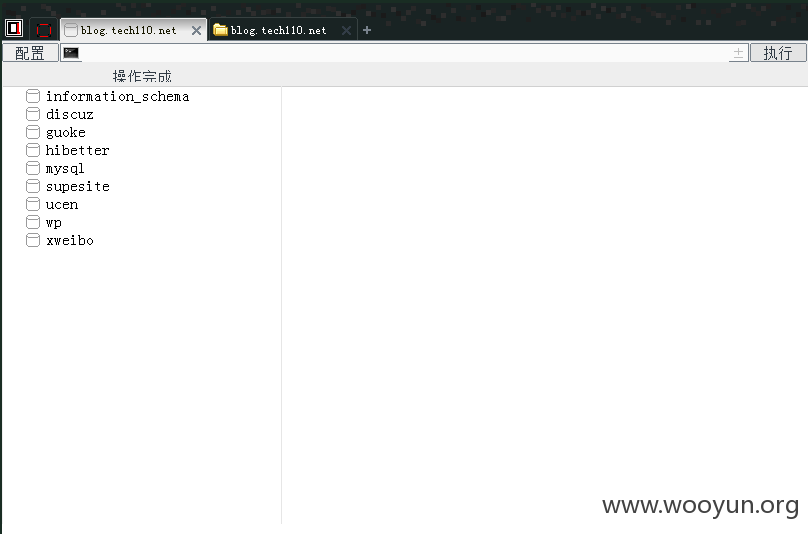 blog.tech110.net blog.tech110.net
配置 执行
操作完成
information_schema
discuz
guoke
hibetter
mysql
supesite
ucen
wp
xweibo
www.wooyun.org